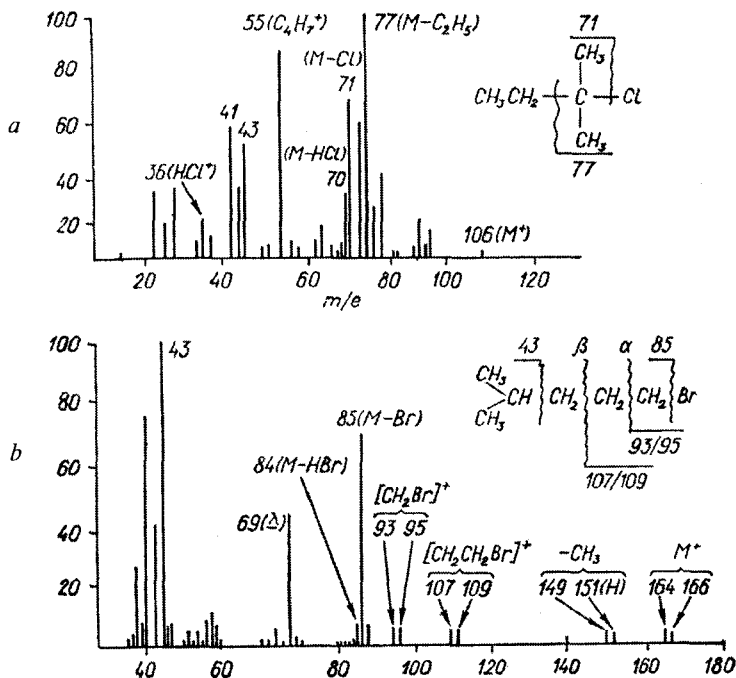 a
100
80
60
40
20
55(C₄H₇⁺)
77(M–C₂H₅)
(M–Cl)
71
41
43
(M–HCl)
70
36(HCl⁺)
106(M⁺)
71
CH₃
CH₃CH₂ — C — Cl
CH₃
77
20 40 60 80 100 120
m/e
b
100
80
60
40
20
43
85(M–Br)
84(M–HBr)
69(Δ)
[CH₂Br]⁺
93 95
[CH₂CH₂Br]⁺
107 109
–CH₃
149 151(H)
M⁺
164 166
43 β α 85
CH₃
CH CH₂ CH₂ CH₂ Br
CH₃
93/95
107/109
40 60 80 100 120 140 160 180